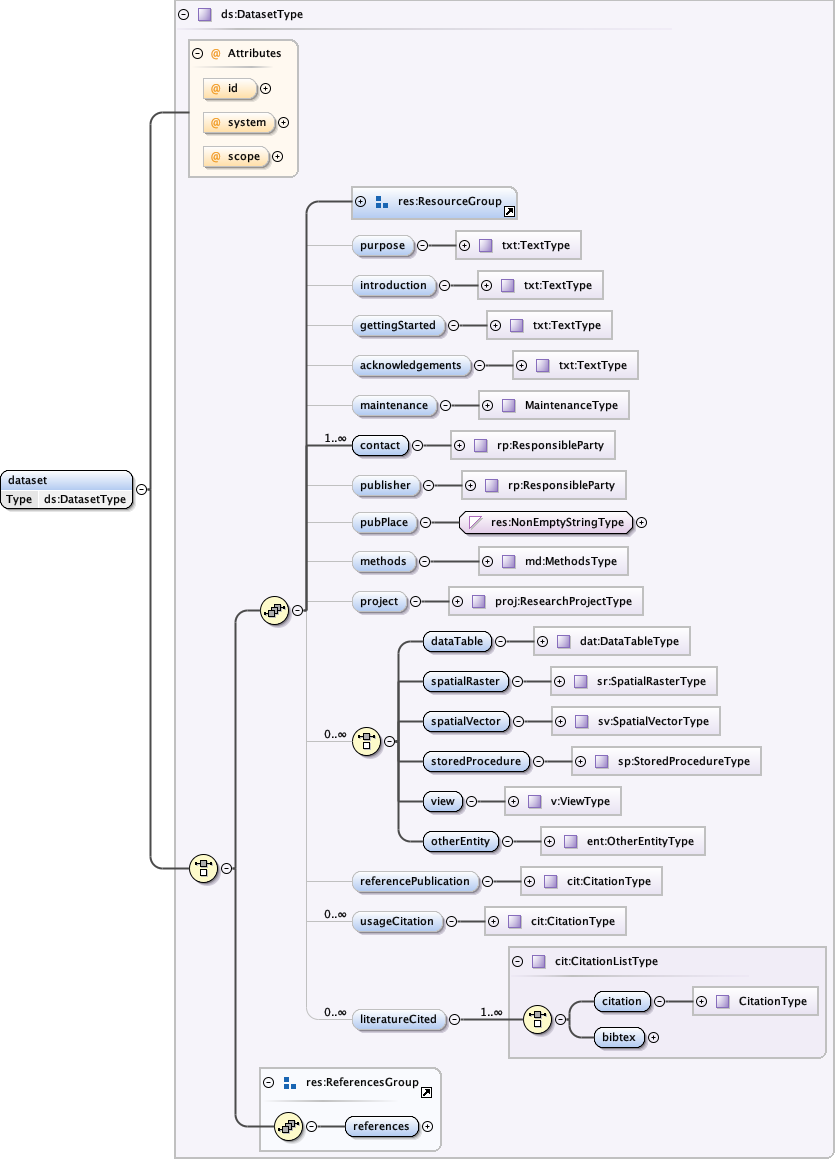 ds:DatasetType
@ Attributes
@ id
@ system
@ scope
res:ResourceGroup
purpose txt:TextType
introduction txt:TextType
gettingStarted txt:TextType
acknowledgements txt:TextType
maintenance MaintenanceType
1..∞ contact rp:ResponsibleParty
dataset
Type ds:DatasetType
publisher rp:ResponsibleParty
pubPlace res:NonEmptyStringType
methods md:MethodsType
project proj:ResearchProjectType
dataTable dat:DataTableType
spatialRaster sr:SpatialRasterType
spatialVector sv:SpatialVectorType
0..∞
storedProcedure sp:StoredProcedureType
view v:ViewType
otherEntity ent:OtherEntityType
referencePublication cit:CitationType
0..∞ usageCitation cit:CitationType
cit:CitationListType
citation CitationType
0..∞ literatureCited 1..∞
bibtex
res:ReferencesGroup
references